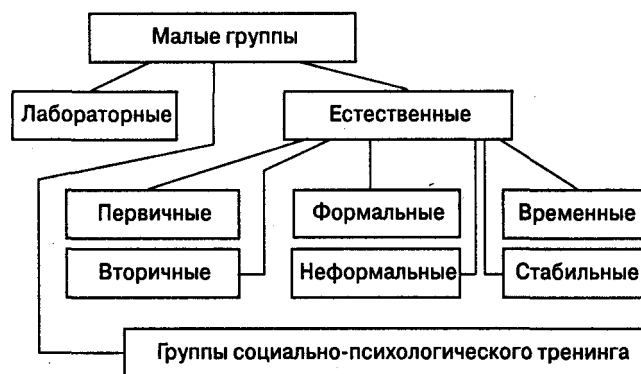 Малые группы
Лабораторные
Естественные
Первичные
Формальные
Временные
Вторичные
Неформальные
Стабильные
Группы социально-психологического тренинга